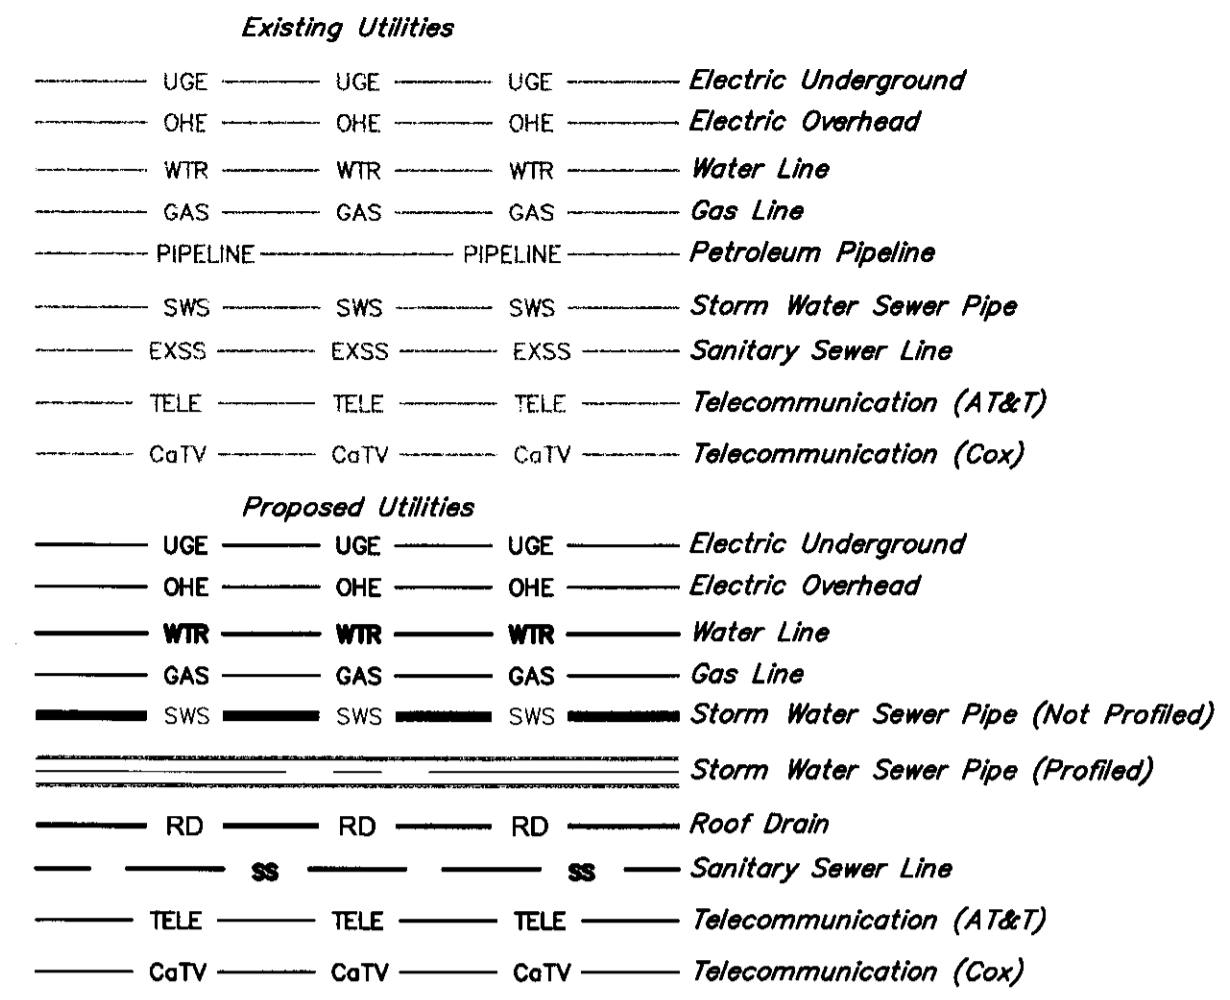 Existing Utilities
UGE UGE UGE Electric Underground
OHE OHE OHE Electric Overhead
WTR WTR WTR Water Line
GAS GAS GAS Gas Line
PIPELINE PIPELINE Petroleum Pipeline
SWS SWS SWS Storm Water Sewer Pipe
EXSS EXSS EXSS Sanitary Sewer Line
TELE TELE TELE Telecommunication (AT&T)
CaTV CaTV CaTV Telecommunication (Cox)
Proposed Utilities
UGE UGE UGE Electric Underground
OHE OHE OHE Electric Overhead
WTR WTR WTR Water Line
GAS GAS GAS Gas Line
SWS SWS SWS Storm Water Sewer Pipe (Not Profiled)
Storm Water Sewer Pipe (Profiled)
RD RD RD Roof Drain
SS SS Sanitary Sewer Line
TELE TELE TELE Telecommunication (AT&T)
CaTV CaTV CaTV Telecommunication (Cox)